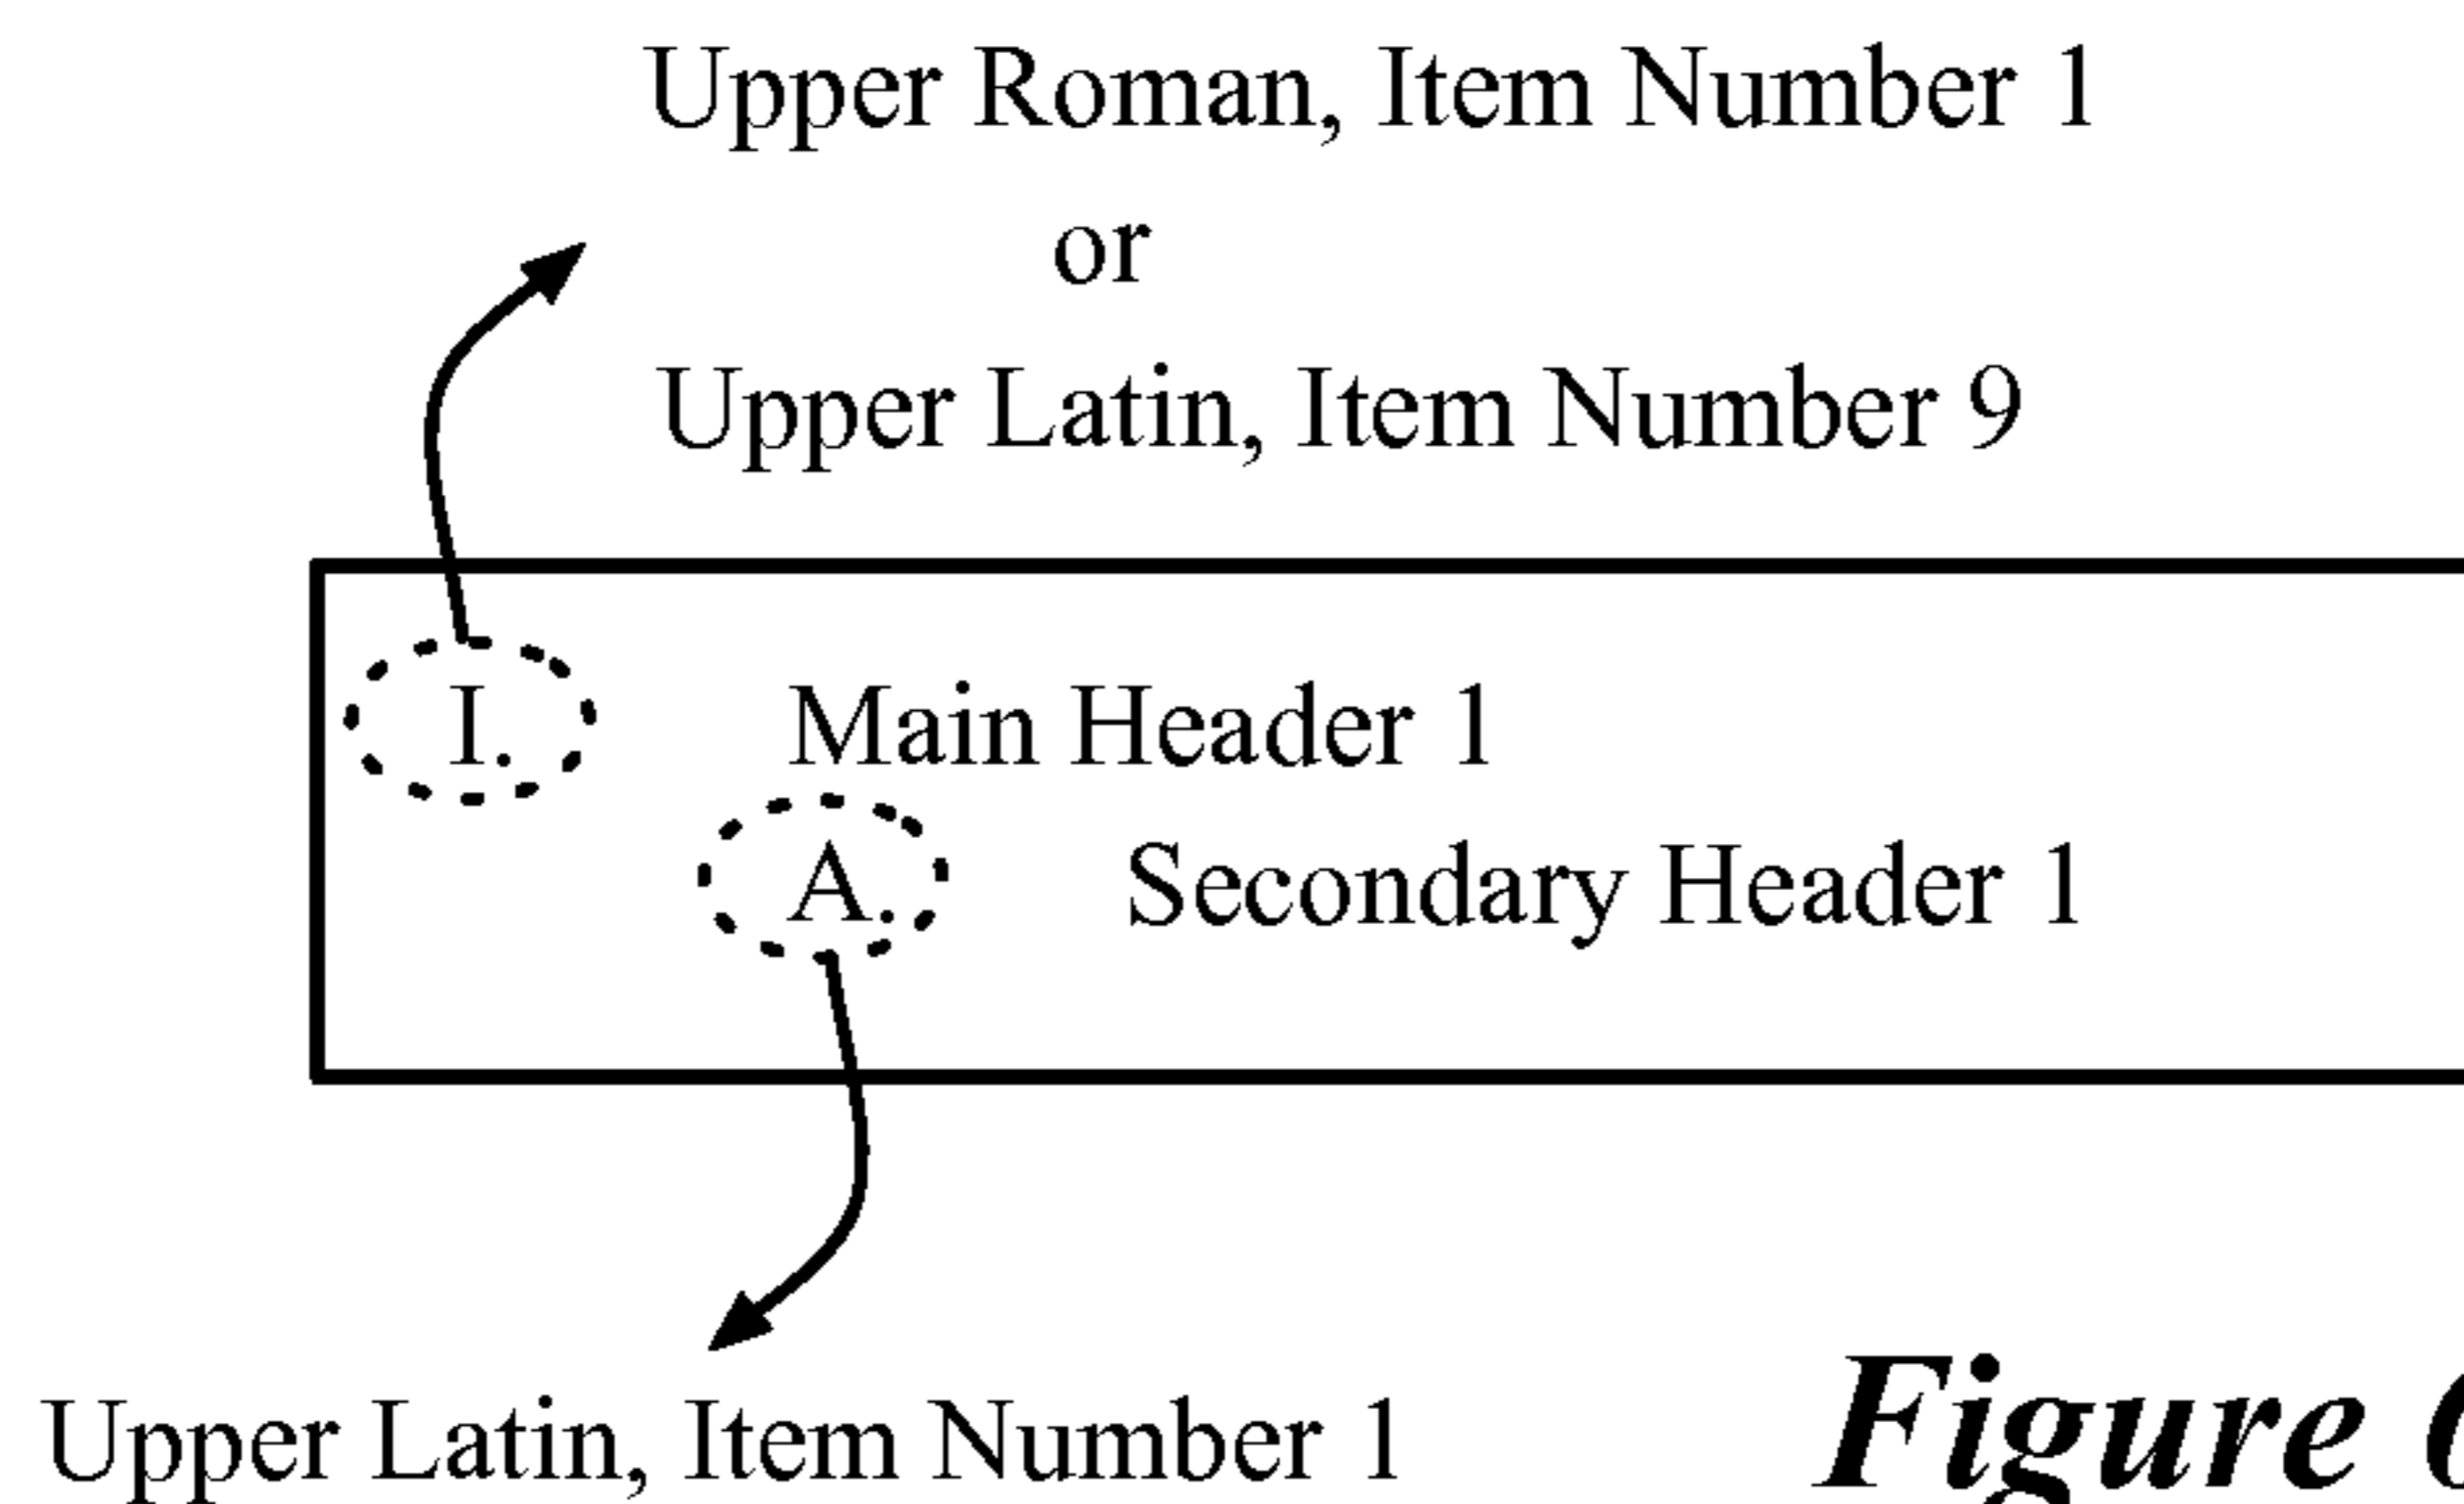 Upper Roman, Item Number 1
or
Upper Latin, Item Number 9
I. Main Header 1
A. Secondary Header 1
Upper Latin, Item Number 1
Figure